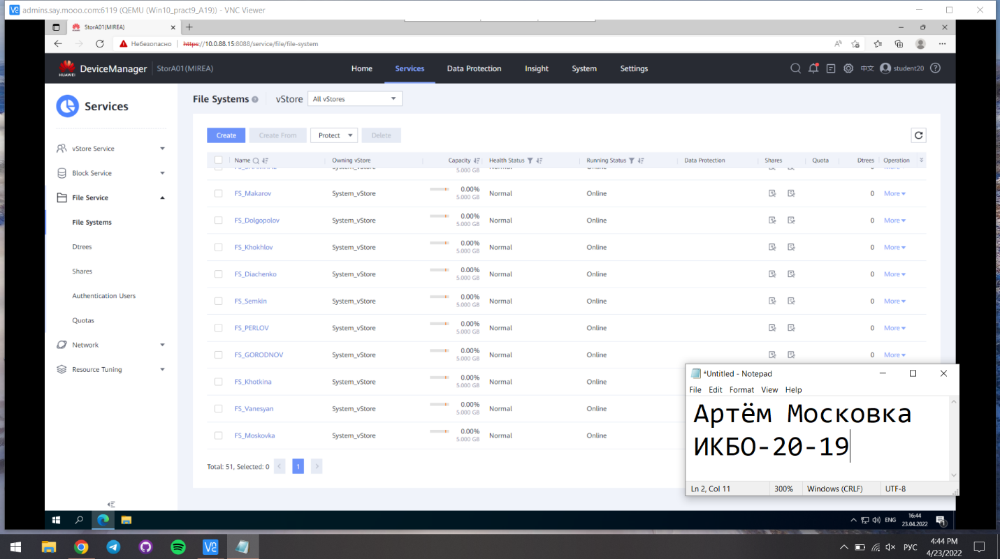 admins.say.mooo.com:6119 (QEMU (Win10_pract9_A19)) - VNC Viewer
StorA01(MIREA)
Небезопасно | https://10.0.88.15:8088/service/file/file-system
HUAWEI DeviceManager StorA01(MIREA) Home Services Data Protection Insight System Settings 中文 student20
Services
vStore Service
Block Service
File Service
File Systems
Dtrees
Shares
Authentication Users
Quotas
Network
Resource Tuning
File Systems vStore All vStores
Create Create From Protect Delete
Name Owning vStore Capacity Health Status Running Status Data Protection Shares Quota Dtrees Operation
5.000 GB
FS_Makarov System_vStore 0.00% 5.000 GB Normal Online 0 More
FS_Dolgopolov System_vStore 0.00% 5.000 GB Normal Online 0 More
FS_Khokhlov System_vStore 0.00% 5.000 GB Normal Online 0 More
FS_Diachenko System_vStore 0.00% 5.000 GB Normal Online 0 More
FS_Semkin System_vStore 0.00% 5.000 GB Normal Online 0 More
FS_PERLOV System_vStore 0.00% 5.000 GB Normal Online 0 More
FS_GORODNOV System_vStore 0.00% 5.000 GB Normal Online 0 More
FS_Khotkina System_vStore 0.00% 5.000 GB Normal Online
FS_Vanesyan System_vStore 0.00% 5.000 GB Normal Online
FS_Moskovka System_vStore 0.00% 5.000 GB Normal Online
Total: 51, Selected: 0 < 1 >
*Untitled - Notepad
File Edit Format View Help
Артём Московка
ИКБО-20-19
Ln 2, Col 11 300% Windows (CRLF) UTF-8
ENG 16:44
23.04.2022
1
РУС 4:44 PM
4/23/2022